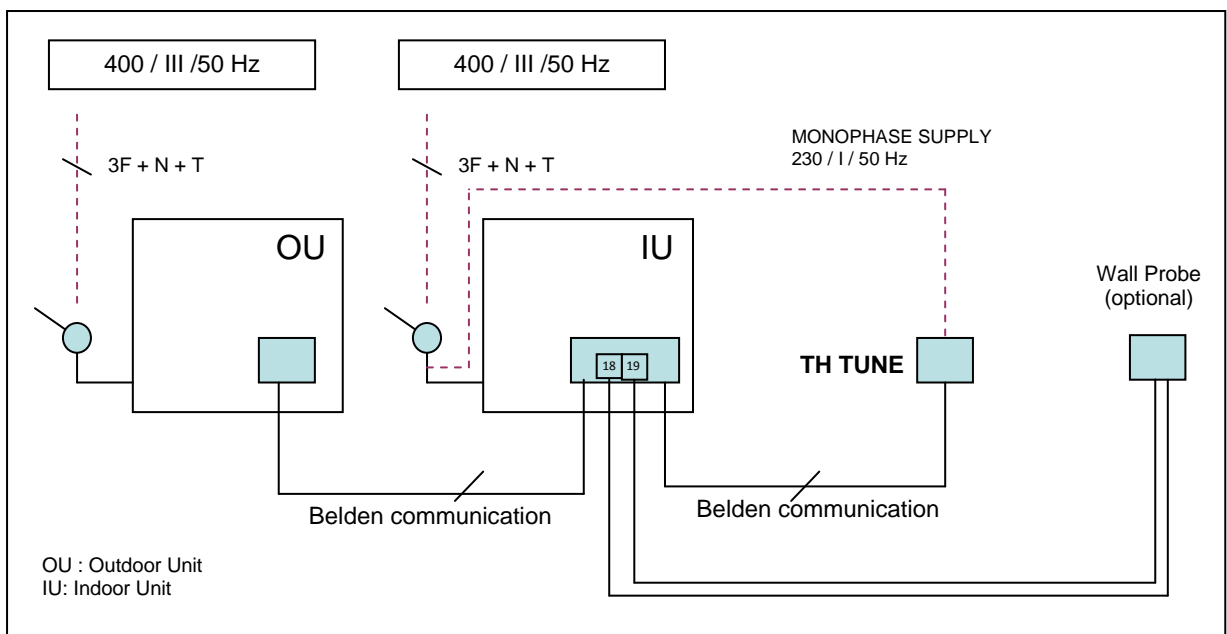 400 / III /50 Hz
400 / III /50 Hz
MONOPHASE SUPPLY
230 / I / 50 Hz
3F + N + T
3F + N + T
OU
IU
Wall Probe
(optional)
18
19
TH TUNE
Belden communication
Belden communication
OU : Outdoor Unit
IU: Indoor Unit